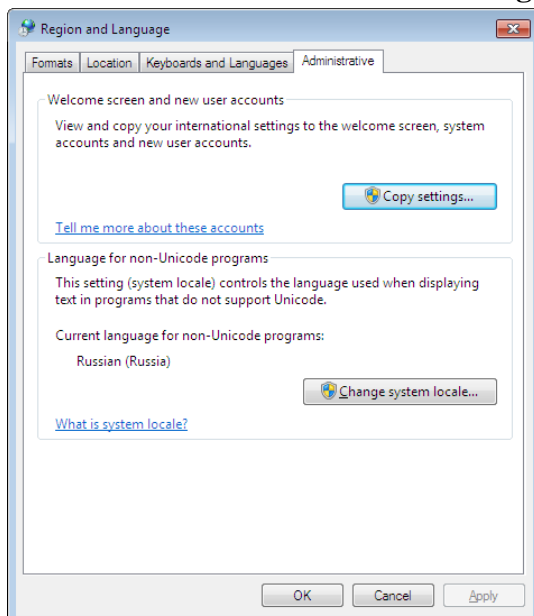 Region and Language
Formats Location Keyboards and Languages Administrative
Welcome screen and new user accounts
View and copy your international settings to the welcome screen, system
accounts and new user accounts.
Copy settings...
Tell me more about these accounts
Language for non-Unicode programs
This setting (system locale) controls the language used when displaying
text in programs that do not support Unicode.
Current language for non-Unicode programs:
Russian (Russia)
Change system locale...
What is system locale?
OK Cancel Apply